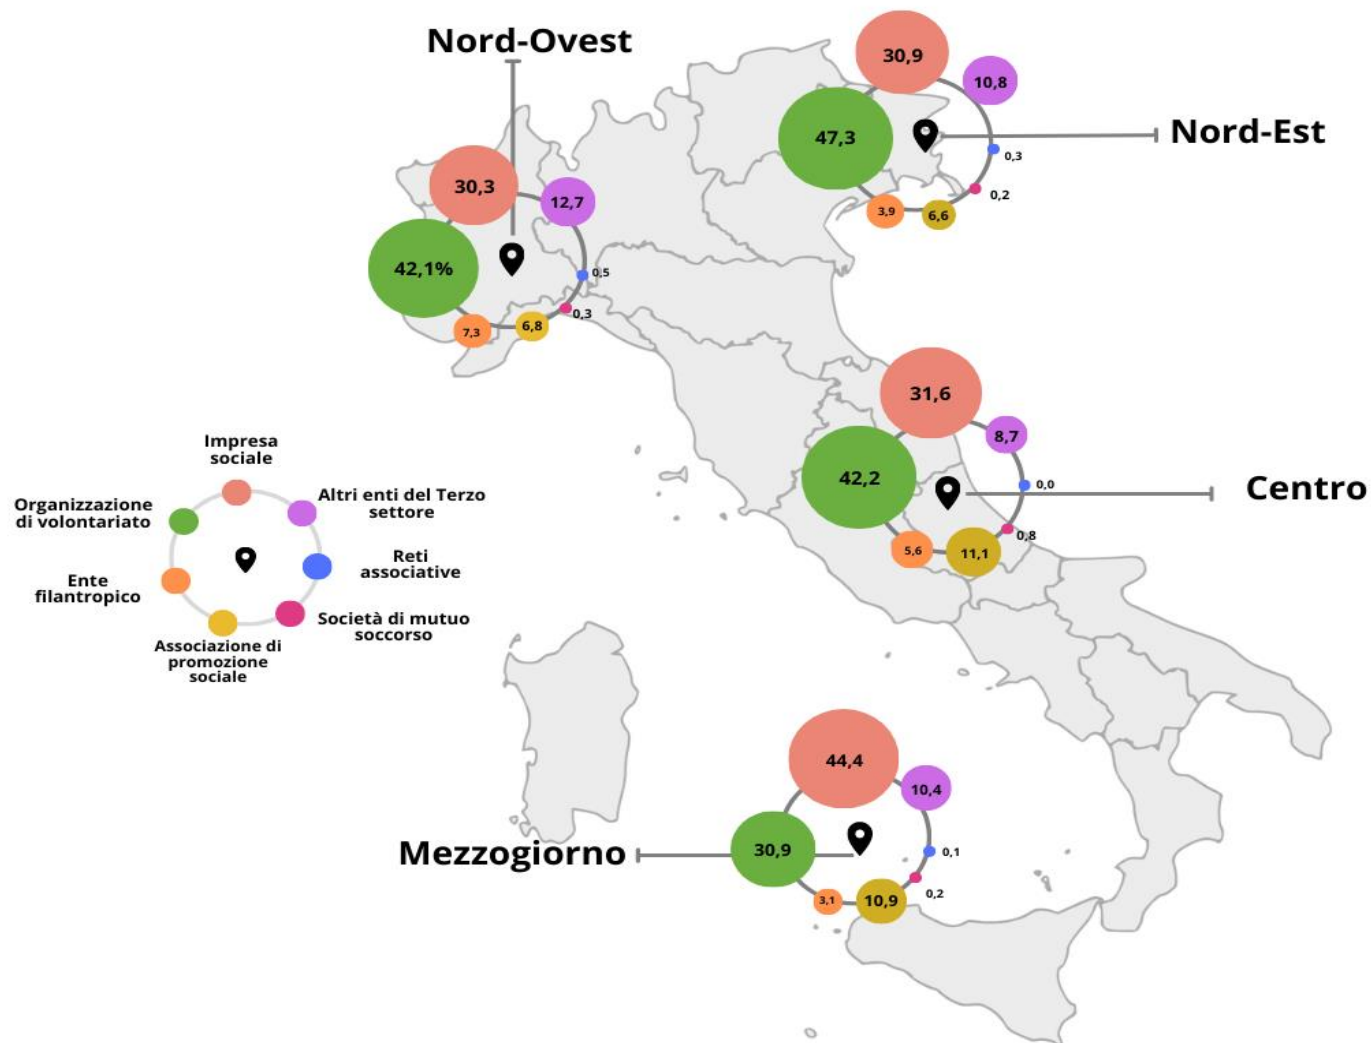 Nord-Ovest
30,3
12,7
42,1%
0,5
0,3
7,3
6,8
30,9
10,8
47,3
Nord-Est
0,3
0,2
3,9
6,6
31,6
8,7
42,2
0,0
Centro
0,8
5,6
11,1
Impresa
sociale
Organizzazione
di volontariato
Altri enti del Terzo
settore
Reti
associative
Ente
filantropico
Società di mutuo
soccorso
Associazione di
promozione
sociale
44,4
10,4
Mezzogiorno
30,9
0,1
0,2
3,1
10,9